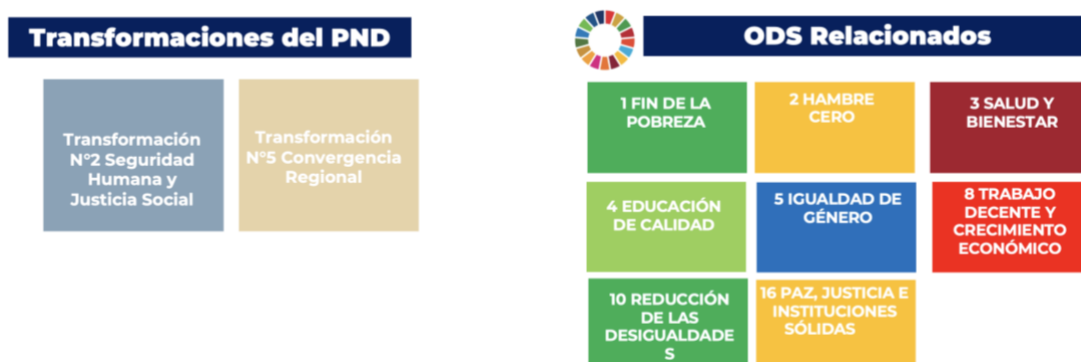 Transformaciones del PND
Transformación
N°2 Seguridad
Humana y
Justicia Social
Transformación
N°5 Convergencia
Regional
ODS Relacionados
1 FIN DE LA
POBREZA
2 HAMBRE
CERO
3 SALUD Y
BIENESTAR
4 EDUCACIÓN
DE CALIDAD
5 IGUALDAD DE
GÉNERO
8 TRABAJO
DECENTE Y
CRECIMIENTO
ECONÓMICO
10 REDUCCIÓN
DE LAS
DESIGUALDADE
S
16 PAZ, JUSTICIA E
INSTITUCIONES
SÓLIDAS